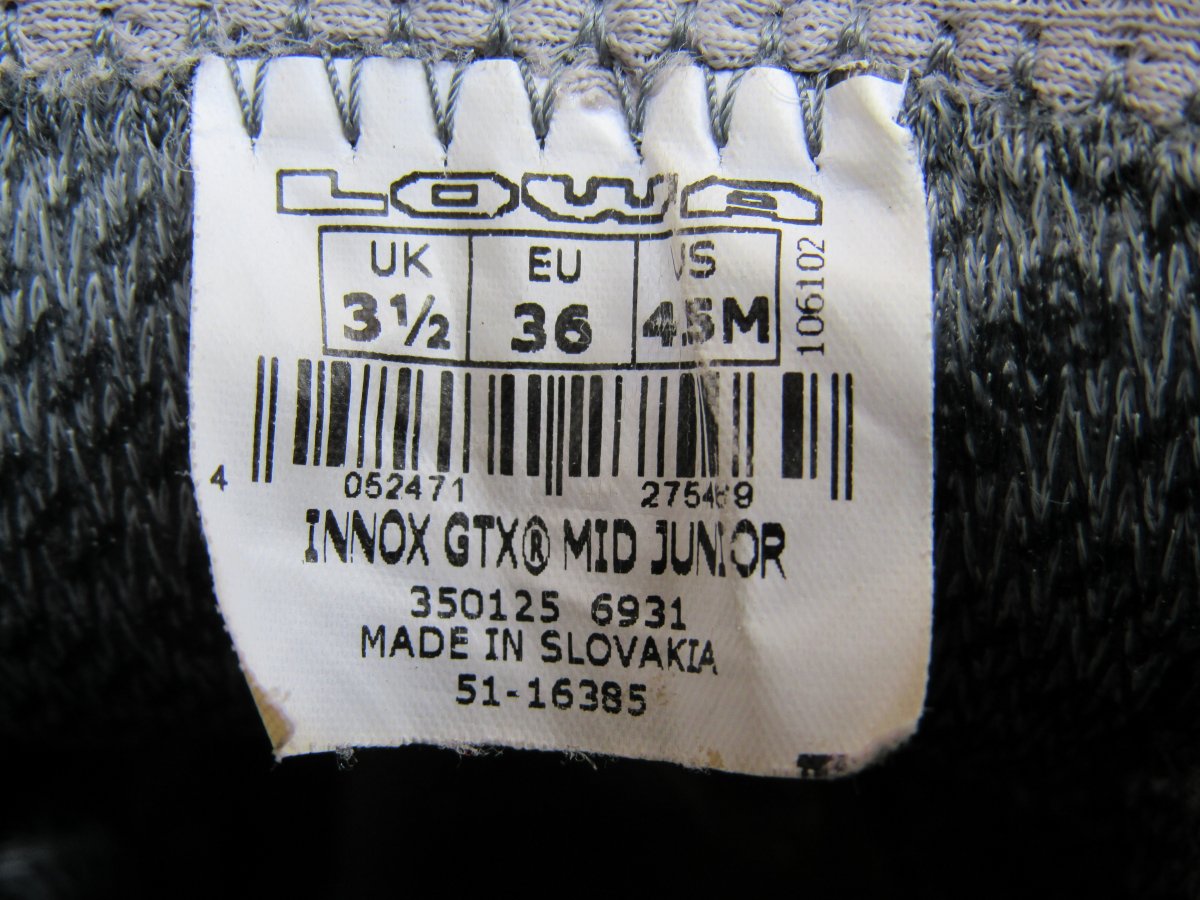 LOWA
UK EU US
3½ 36 4.5M
106102
4 052471
INNOX GTX® MID JUNIOR
350125 6931
MADE IN SLOVAKIA
51-16385